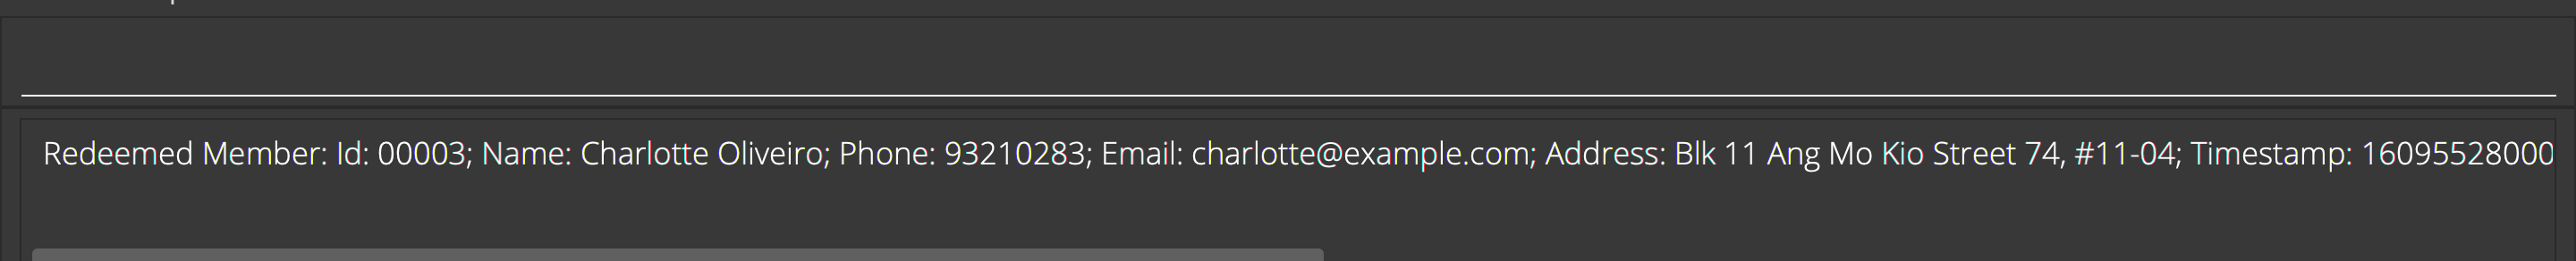 Redeemed Member: Id: 00003; Name: Charlotte Oliveiro; Phone: 93210283; Email: charlotte@example.com; Address: Blk 11 Ang Mo Kio Street 74, #11-04; Timestamp: 16095528000